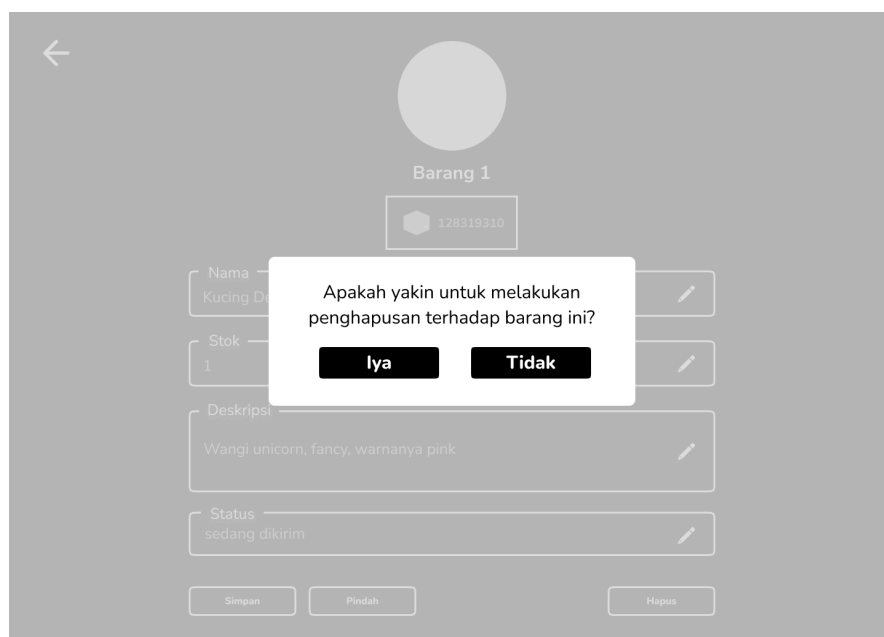 Barang 1
128319310
Nama
Kucing
Apakah yakin untuk melakukan
penghapusan terhadap barang ini?
Iya
Tidak
Stok
1
Deskripsi
Wangi unicorn, fancy, warnanya pink
Status
sedang dikirim
Simpan
Pindah
Hapus